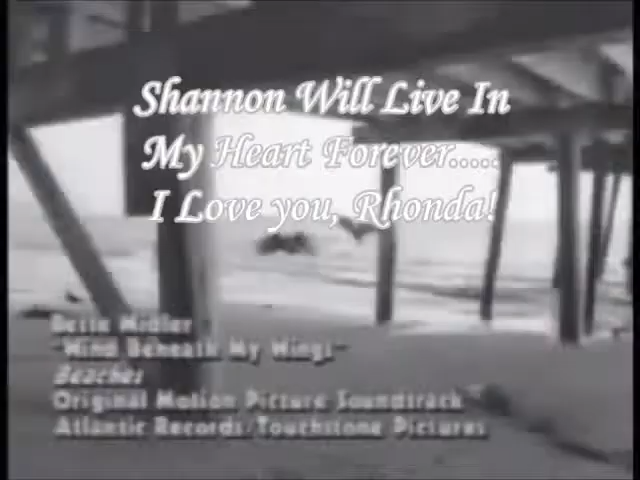 Shannon Will Live In
My Heart Forever.....
I Love you, Rhonda!
Bette Midler
"Wind Beneath My Wings"
Beaches
Original Motion Picture Soundtrack
Atlantic Records/Touchstone Pictures